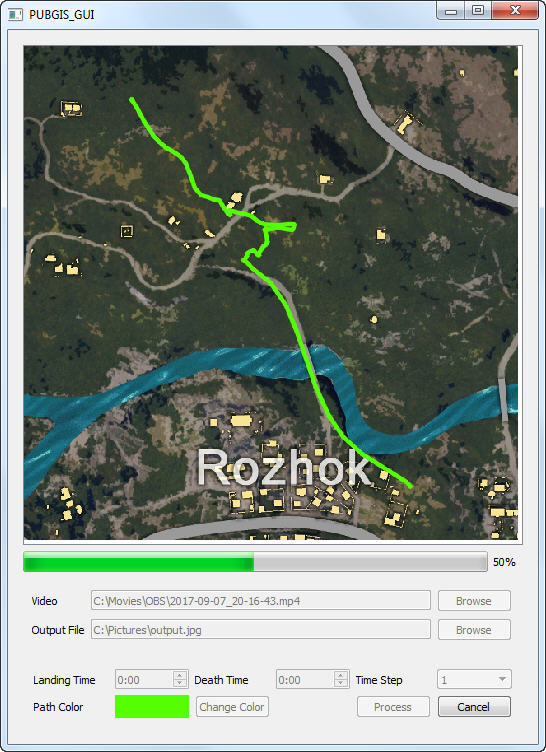 PUBGIS_GUI
Rozhok
50%
Video C:\Movies\OBS\2017-09-07_20-16-43.mp4 Browse
Output File C:\Pictures\output.jpg Browse
Landing Time 0:00 Death Time 0:00 Time Step 1
Path Color Change Color Process Cancel